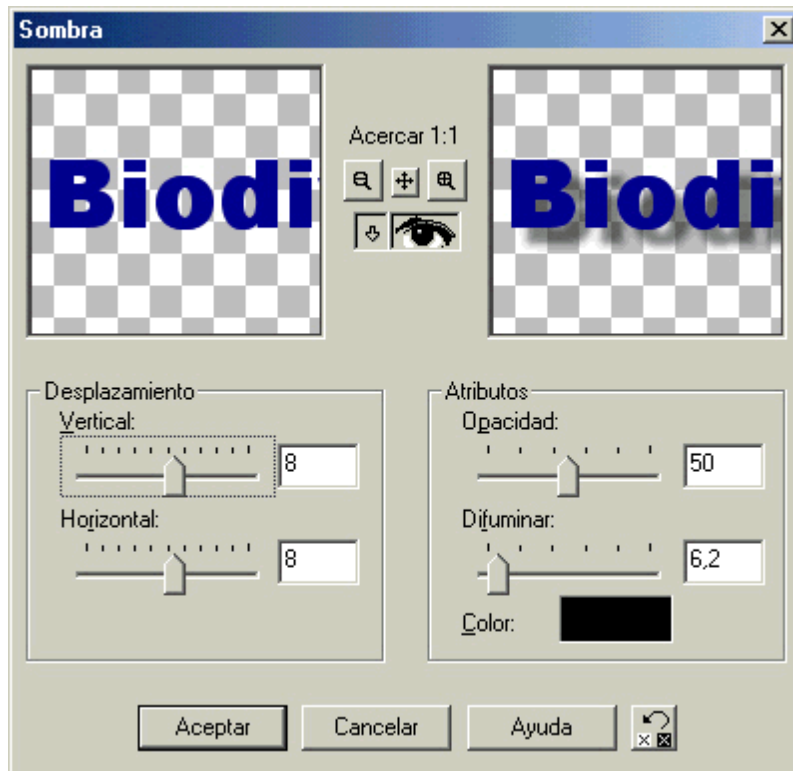 Sombra
Biodi
Acercar 1:1
Biodi
Desplazamiento
Vertical:
8
Horizontal:
8
Atributos
Opacidad:
50
Difuminar:
6,2
Color:
Aceptar
Cancelar
Ayuda